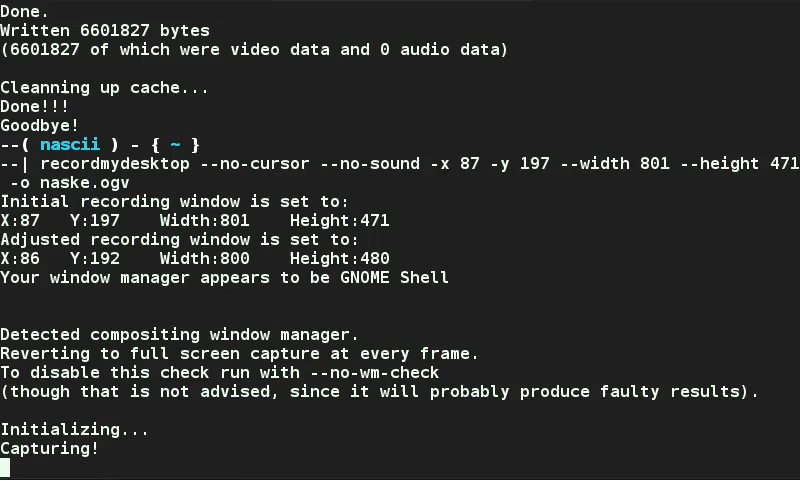 Done.
Written 6601827 bytes
(6601827 of which were video data and 0 audio data)
Cleanning up cache...
Done!!!
Goodbye!
--( nascii ) - { ~ }
--| recordmydesktop --no-cursor --no-sound -x 87 -y 197 --width 801 --height 471
-o naske.ogv
Initial recording window is set to:
X:87   Y:197    Width:801    Height:471
Adjusted recording window is set to:
X:86   Y:192    Width:800    Height:480
Your window manager appears to be GNOME Shell
Detected compositing window manager.
Reverting to full screen capture at every frame.
To disable this check run with --no-wm-check
(though that is not advised, since it will probably produce faulty results).
Initializing...
Capturing!